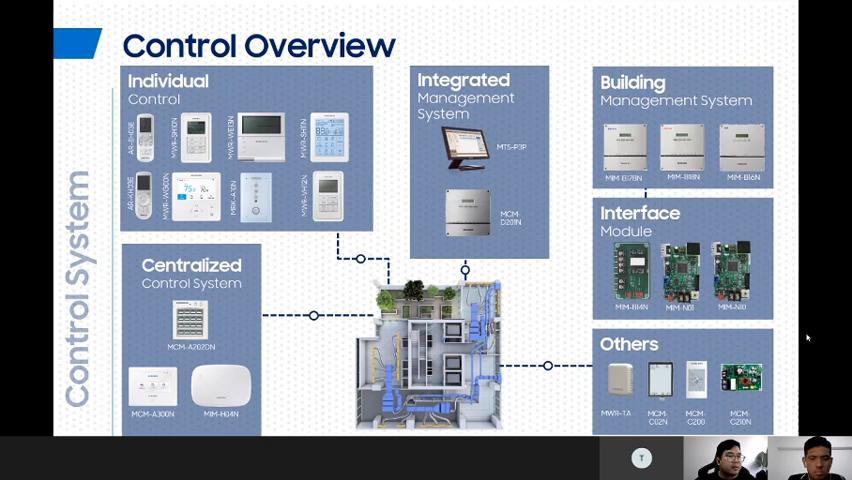 Control Overview
Control System
Individual
Control
AR-EH03E
MWR-SH10N
MWR-WE13N
MWR-SH11N
AR-KH03E
MWR-WG00N
MRK-A10N
MWR-VH12N
Integrated
Management
System
MTS-P3P
MCM-
D201N
Building
Management System
MIM-B17BN
MIM-B18N
MIM-B16N
Interface
Module
MIM-B14N
MIM-N01
MIM-N10
Centralized
Control System
MCM-A202DN
MCM-A300N
MIM-H04N
Others
MWR-TA
MCM-
C02N
MCM-
C200
MCM-
C210N
T